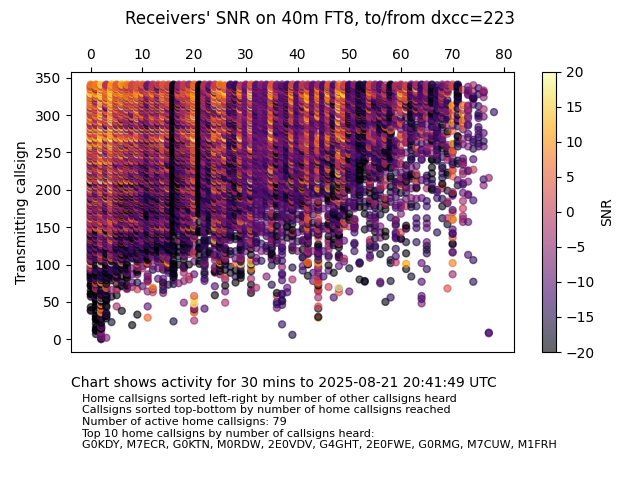 Receivers' SNR on 40m FT8, to/from dxcc=223
0 10 20 30 40 50 60 70 80
350
300
250
200
150
100
50
0
Transmitting callsign
20
15
10
5
0
−5
−10
−15
−20
SNR
Chart shows activity for 30 mins to 2025-08-21 20:41:49 UTC
Home callsigns sorted left-right by number of other callsigns heard
Callsigns sorted top-bottom by number of home callsigns reached
Number of active home callsigns: 79
Top 10 home callsigns by number of callsigns heard:
G0KDY, M7ECR, G0KTN, M0RDW, 2E0VDV, G4GHT, 2E0FWE, G0RMG, M7CUW, M1FRH